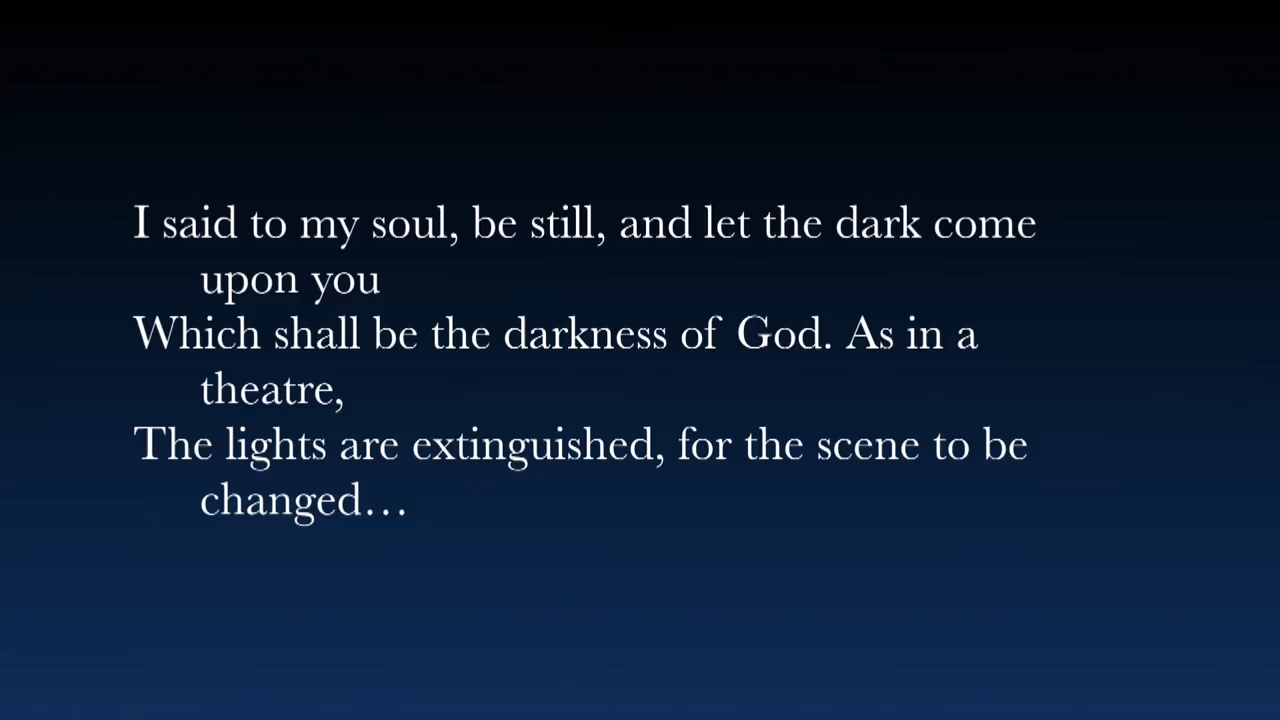 I said to my soul, be still, and let the dark come
upon you
Which shall be the darkness of God. As in a
theatre,
The lights are extinguished, for the scene to be
changed…